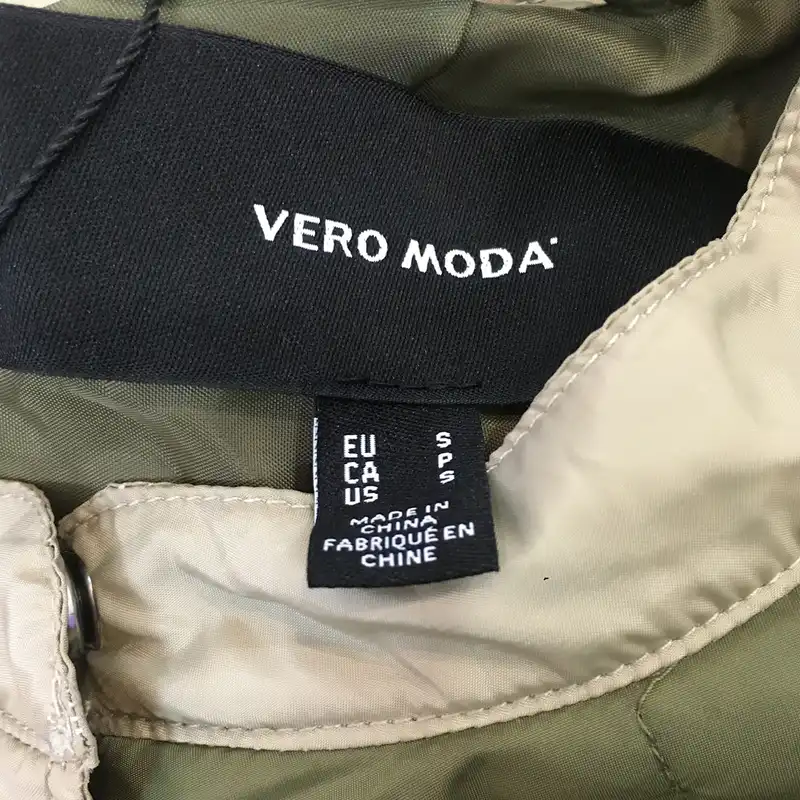 VERO MODA
EU S
CA P
US S
MADE IN
CHINA
FABRIQUÉ EN
CHINE